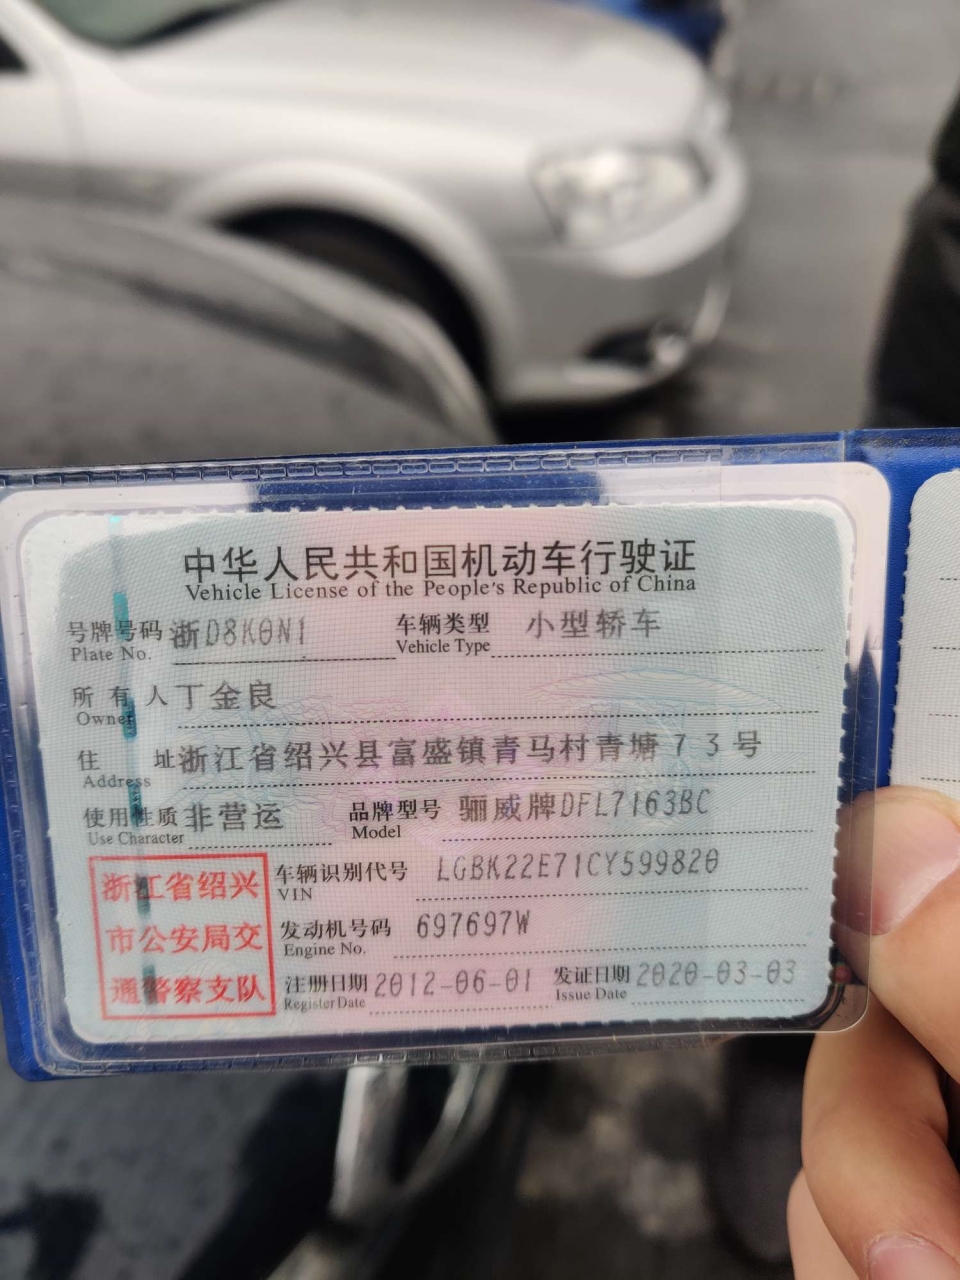 中华人民共和国机动车行驶证
Vehicle License of the People's Republic of China
号牌号码 浙D8K0N1 车辆类型 小型轿车
Plate No. Vehicle Type
所有人 丁金良
Owner
住址 浙江省绍兴县富盛镇青马村青塘73号
Address
使用性质 非营运 品牌型号 骊威牌DFL7163BC
Use Character Model
车辆识别代号 LGBK22E71CY599820
VIN
发动机号码 697697W
Engine No.
注册日期 2012-06-01 发证日期 2020-03-03
Register Date Issue Date
浙江省绍兴
市公安局交
通警察支队